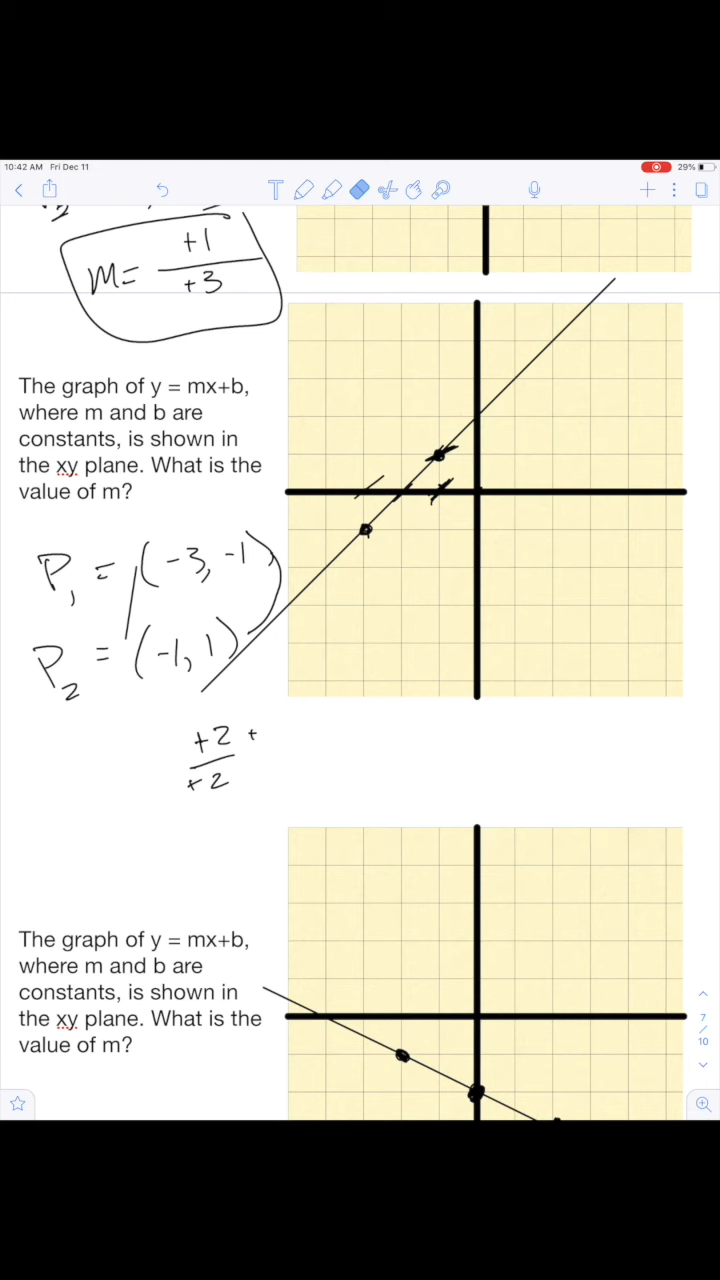 10:42 AM Fri Dec 11
29%
T
m= +1
+3
The graph of y = mx+b,
where m and b are
constants, is shown in
the xy plane. What is the
value of m?
P1 = (-3, -1)
P2 = (-1, 1)
+2 +
+2
The graph of y = mx+b,
where m and b are
constants, is shown in
the xy plane. What is the
value of m?
7
/
10